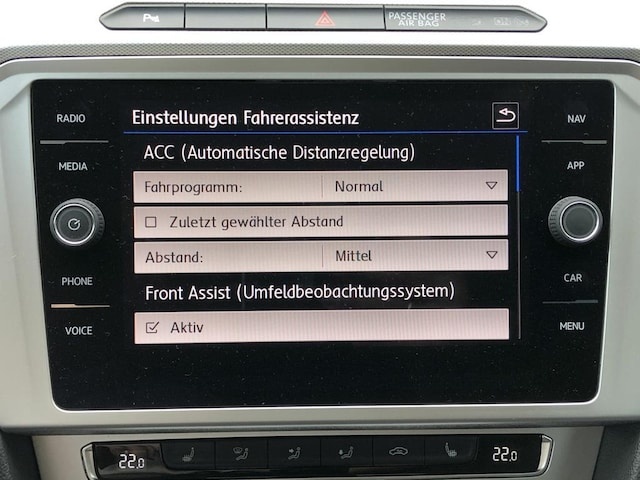 PASSENGER
AIR BAG
RADIO
MEDIA
PHONE
VOICE
Einstellungen Fahrerassistenz
ACC (Automatische Distanzregelung)
Fahrprogramm: Normal
Zuletzt gewählter Abstand
Abstand: Mittel
Front Assist (Umfeldbeobachtungssystem)
Aktiv
NAV
APP
CAR
MENU
22.0
22.0